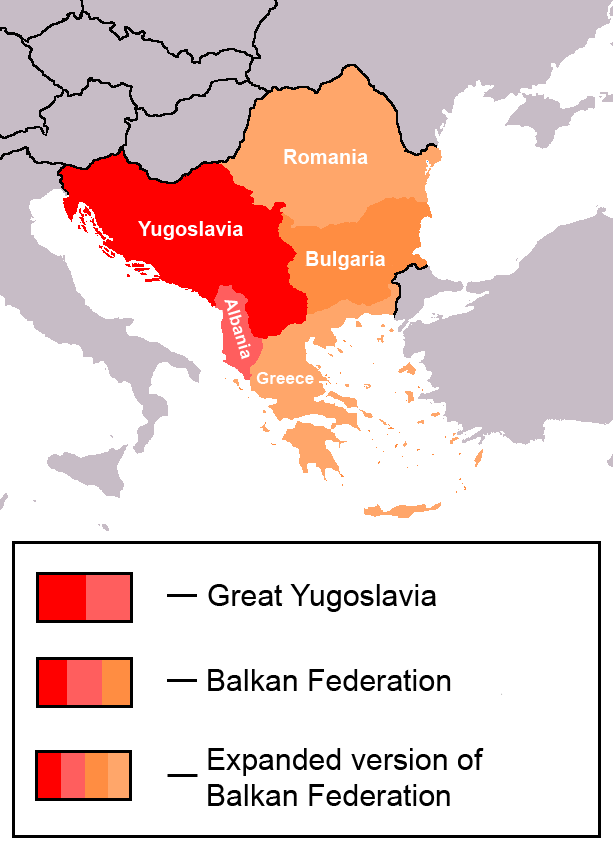 Romania
Yugoslavia
Bulgaria
Albania
Greece
— Great Yugoslavia
— Balkan Federation
— Expanded version of
Balkan Federation